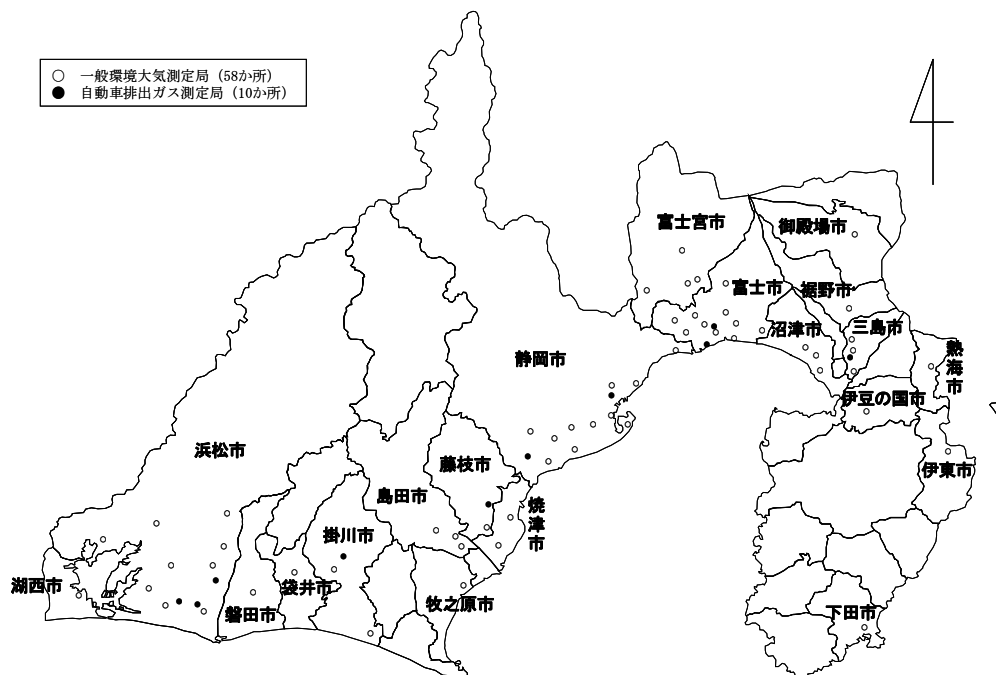 ○ 一般環境大気測定局（58か所）
● 自動車排出ガス測定局（10か所）
富士宮市
御殿場市
富士市
裾野市
沼津市
三島市
熱海市
静岡市
伊豆の国市
浜松市
藤枝市
伊東市
島田市
焼津市
掛川市
湖西市
袋井市
牧之原市
磐田市
下田市